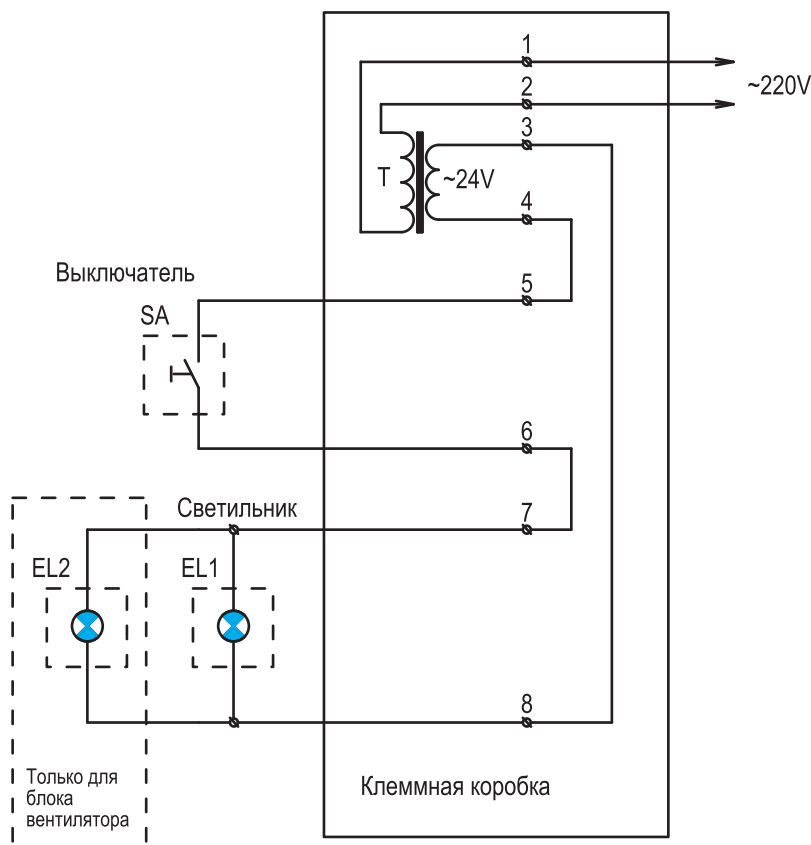 1
~220V
2
3
T
~24V
4
Выключатель
5
SA
6
Светильник
7
EL2
EL1
8
Только для
блока
вентилятора
Клеммная коробка